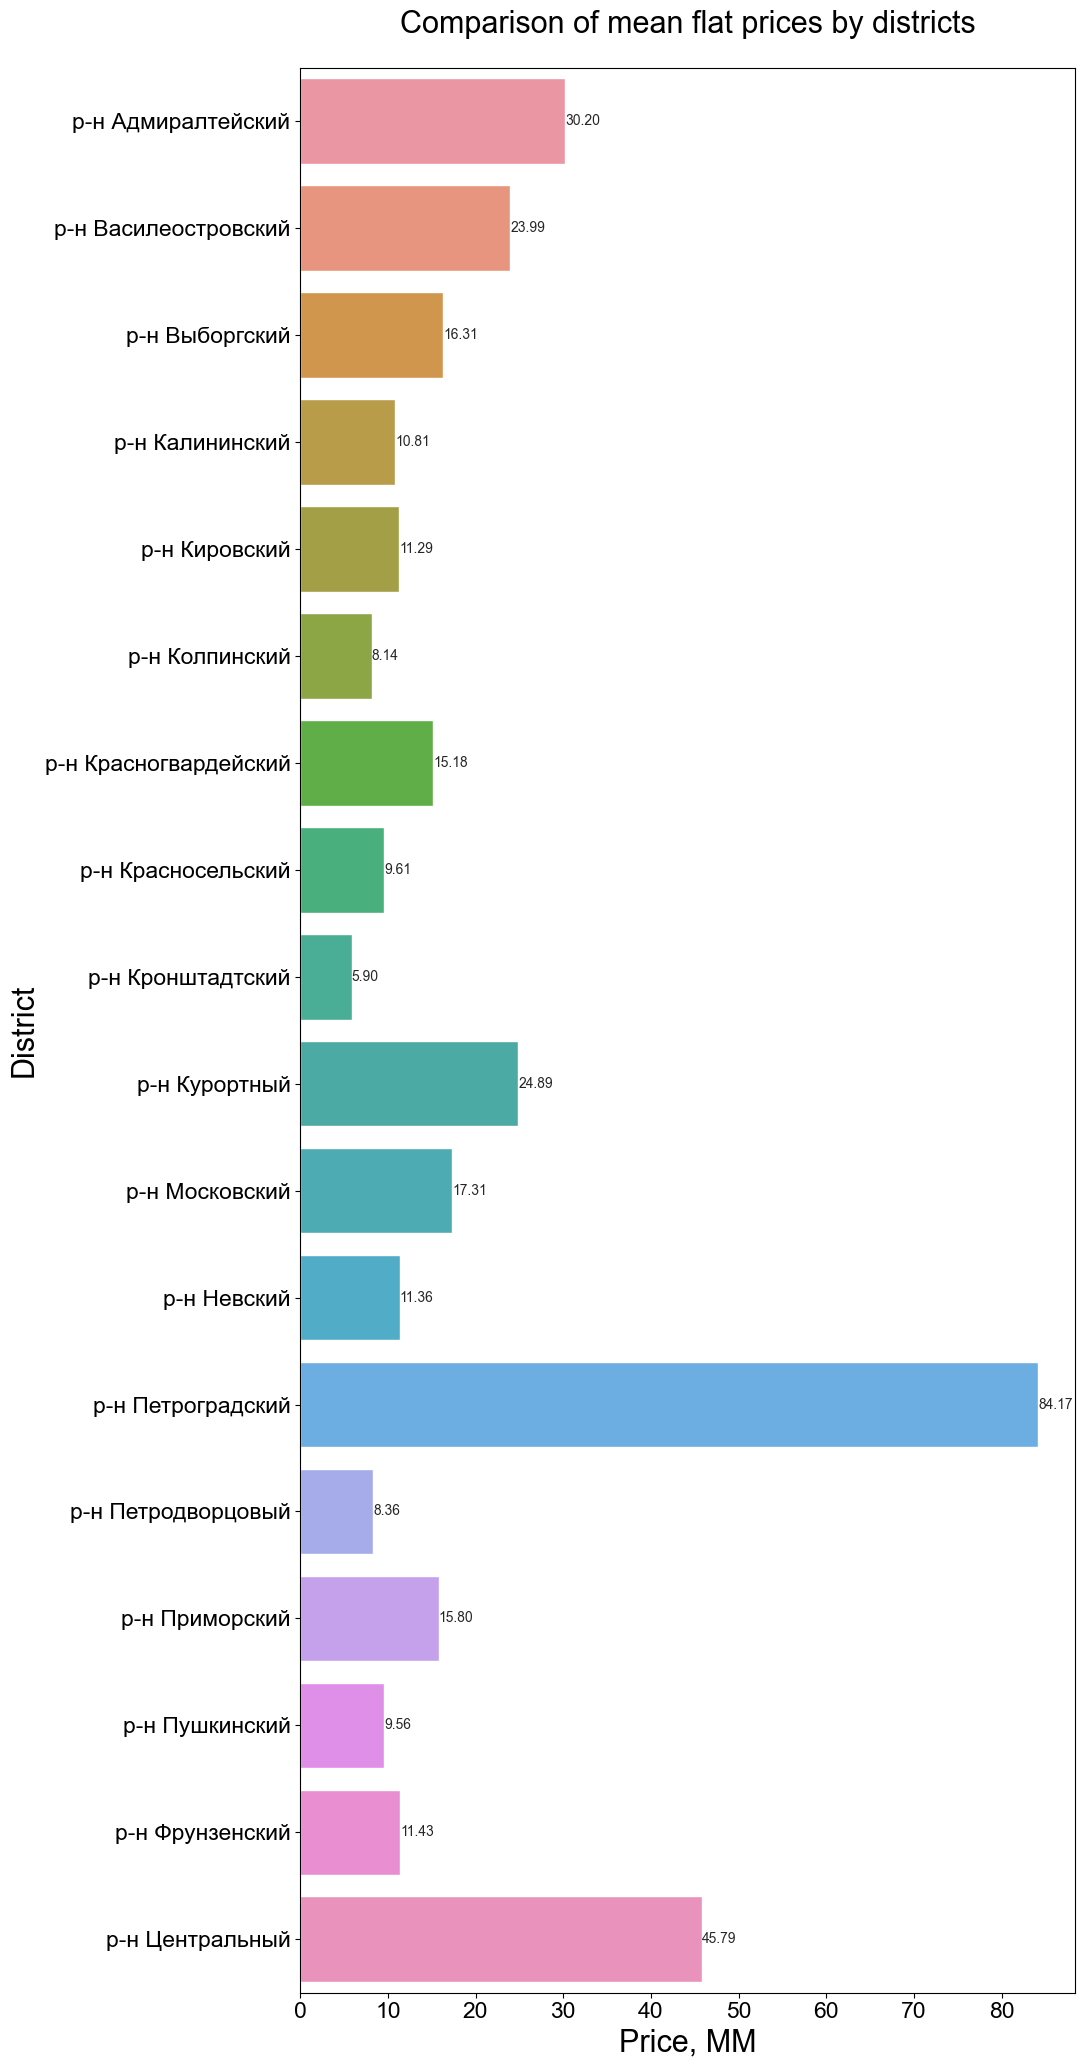 Comparison of mean flat prices by districts
р-н Адмиралтейский 30.20
р-н Василеостровский 23.99
р-н Выборгский 16.31
р-н Калининский 10.81
р-н Кировский 11.29
р-н Колпинский 8.14
р-н Красногвардейский 15.18
р-н Красносельский 9.61
р-н Кронштадтский 5.90
District
р-н Курортный 24.89
р-н Московский 17.31
р-н Невский 11.36
р-н Петроградский 84.17
р-н Петродворцовый 8.36
р-н Приморский 15.80
р-н Пушкинский 9.56
р-н Фрунзенский 11.43
р-н Центральный 45.79
0 10 20 30 40 50 60 70 80
Price, MM